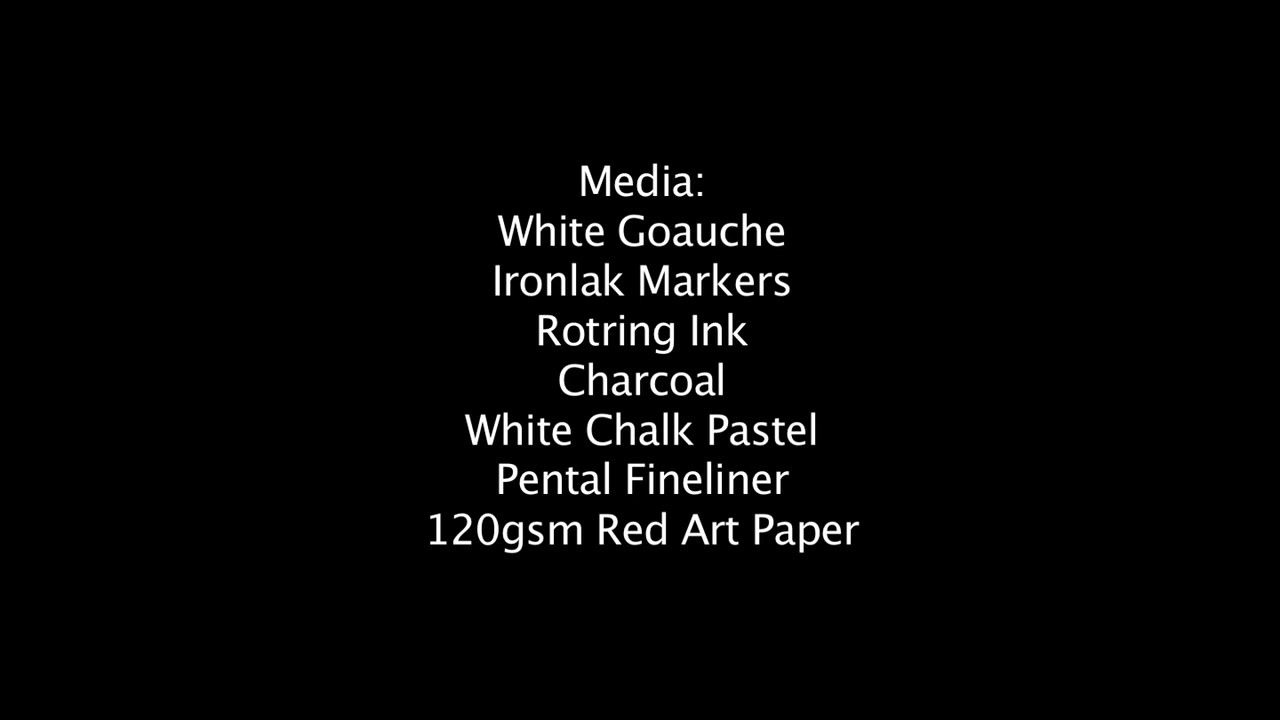 Media:
White Goauche
Ironlak Markers
Rotring Ink
Charcoal
White Chalk Pastel
Pental Fineliner
120gsm Red Art Paper